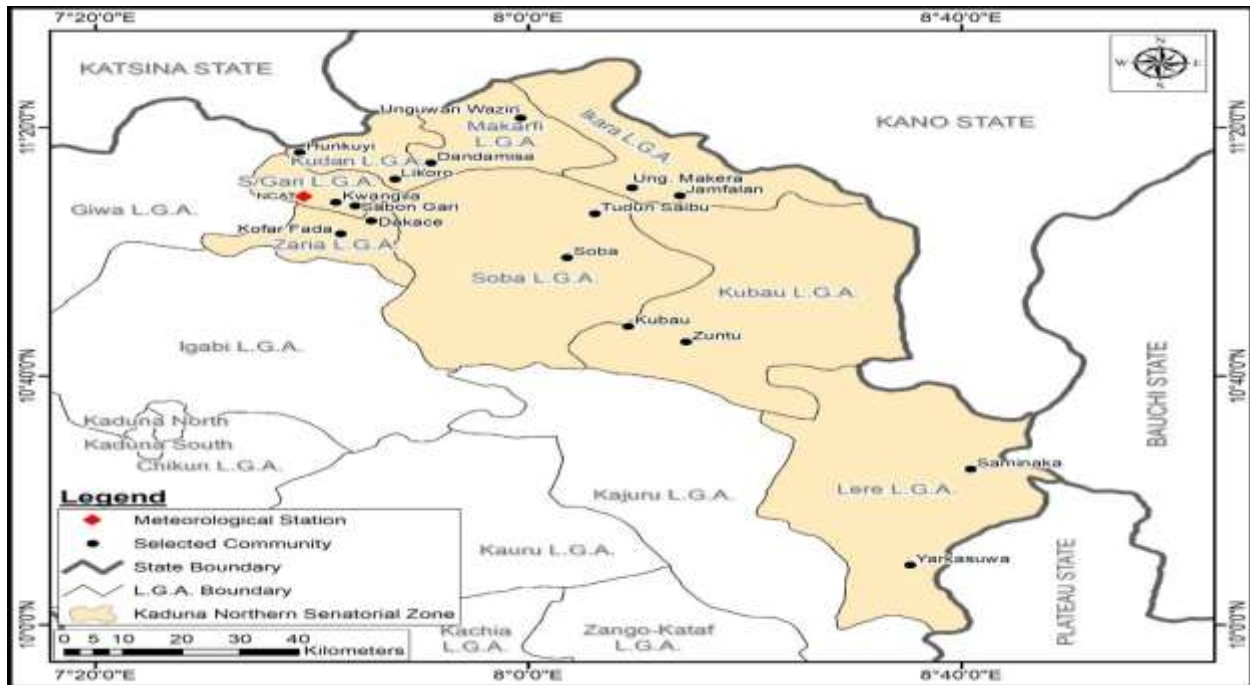 7°20'0"E
8°0'0"E
8°40'0"E
KATSINA STATE
N
W
E
S
Unguwan Waziri
Makarfi
L.G.A
Ikara L.G.A.
KANO STATE
11°20'0"N
11°20'0"N
Hunkuyi
Kudan L.G.A.
Dandamisa
Likoro
S/Gari L.G.A.
Ung. Makera
Jamfalan
NCAT
Kwangila
Sabon Gari
Tudun Saibu
Giwa L.G.A.
Dakace
Kofar Fada
Zaria L.G.A
Soba
Soba L.G.A.
Kubau L.G.A.
Kubau
Zuntu
Igabi L.G.A.
10°40'0"N
10°40'0"N
BAUCHI STATE
Kaduna North
Kaduna South
Chikun L.G.A.
Saminaka
Lere L.G.A.
Kajuru L.G.A.
Legend
Meteorological Station
Selected Community
State Boundary
L.G.A. Boundary
Kaduna Northern Senatorial Zone
Kauru L.G.A.
Yarkasuwa
PLATEAU STATE
10°0'0"N
10°0'0"N
Kachia
L.G.A.
Zango-Kataf
L.G.A.
0 5 10 20 30 40
Kilometers
7°20'0"E
8°0'0"E
8°40'0"E